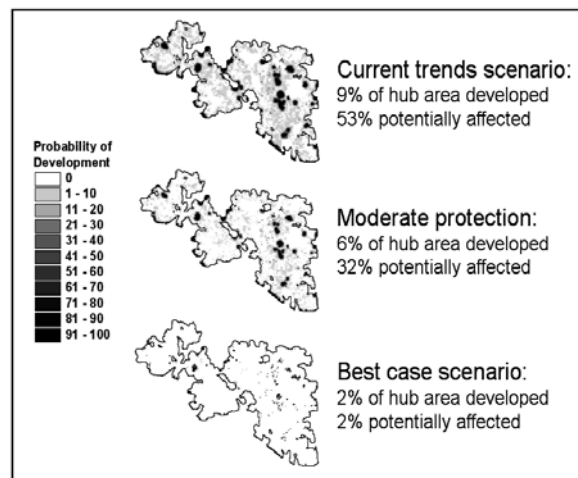 Current trends scenario:
9% of hub area developed
53% potentially affected
Probability of
Development
0
1 - 10
11 - 20
21 - 30
31 - 40
41 - 50
51 - 60
61 - 70
71 - 80
81 - 90
91 - 100
Moderate protection:
6% of hub area developed
32% potentially affected
Best case scenario:
2% of hub area developed
2% potentially affected